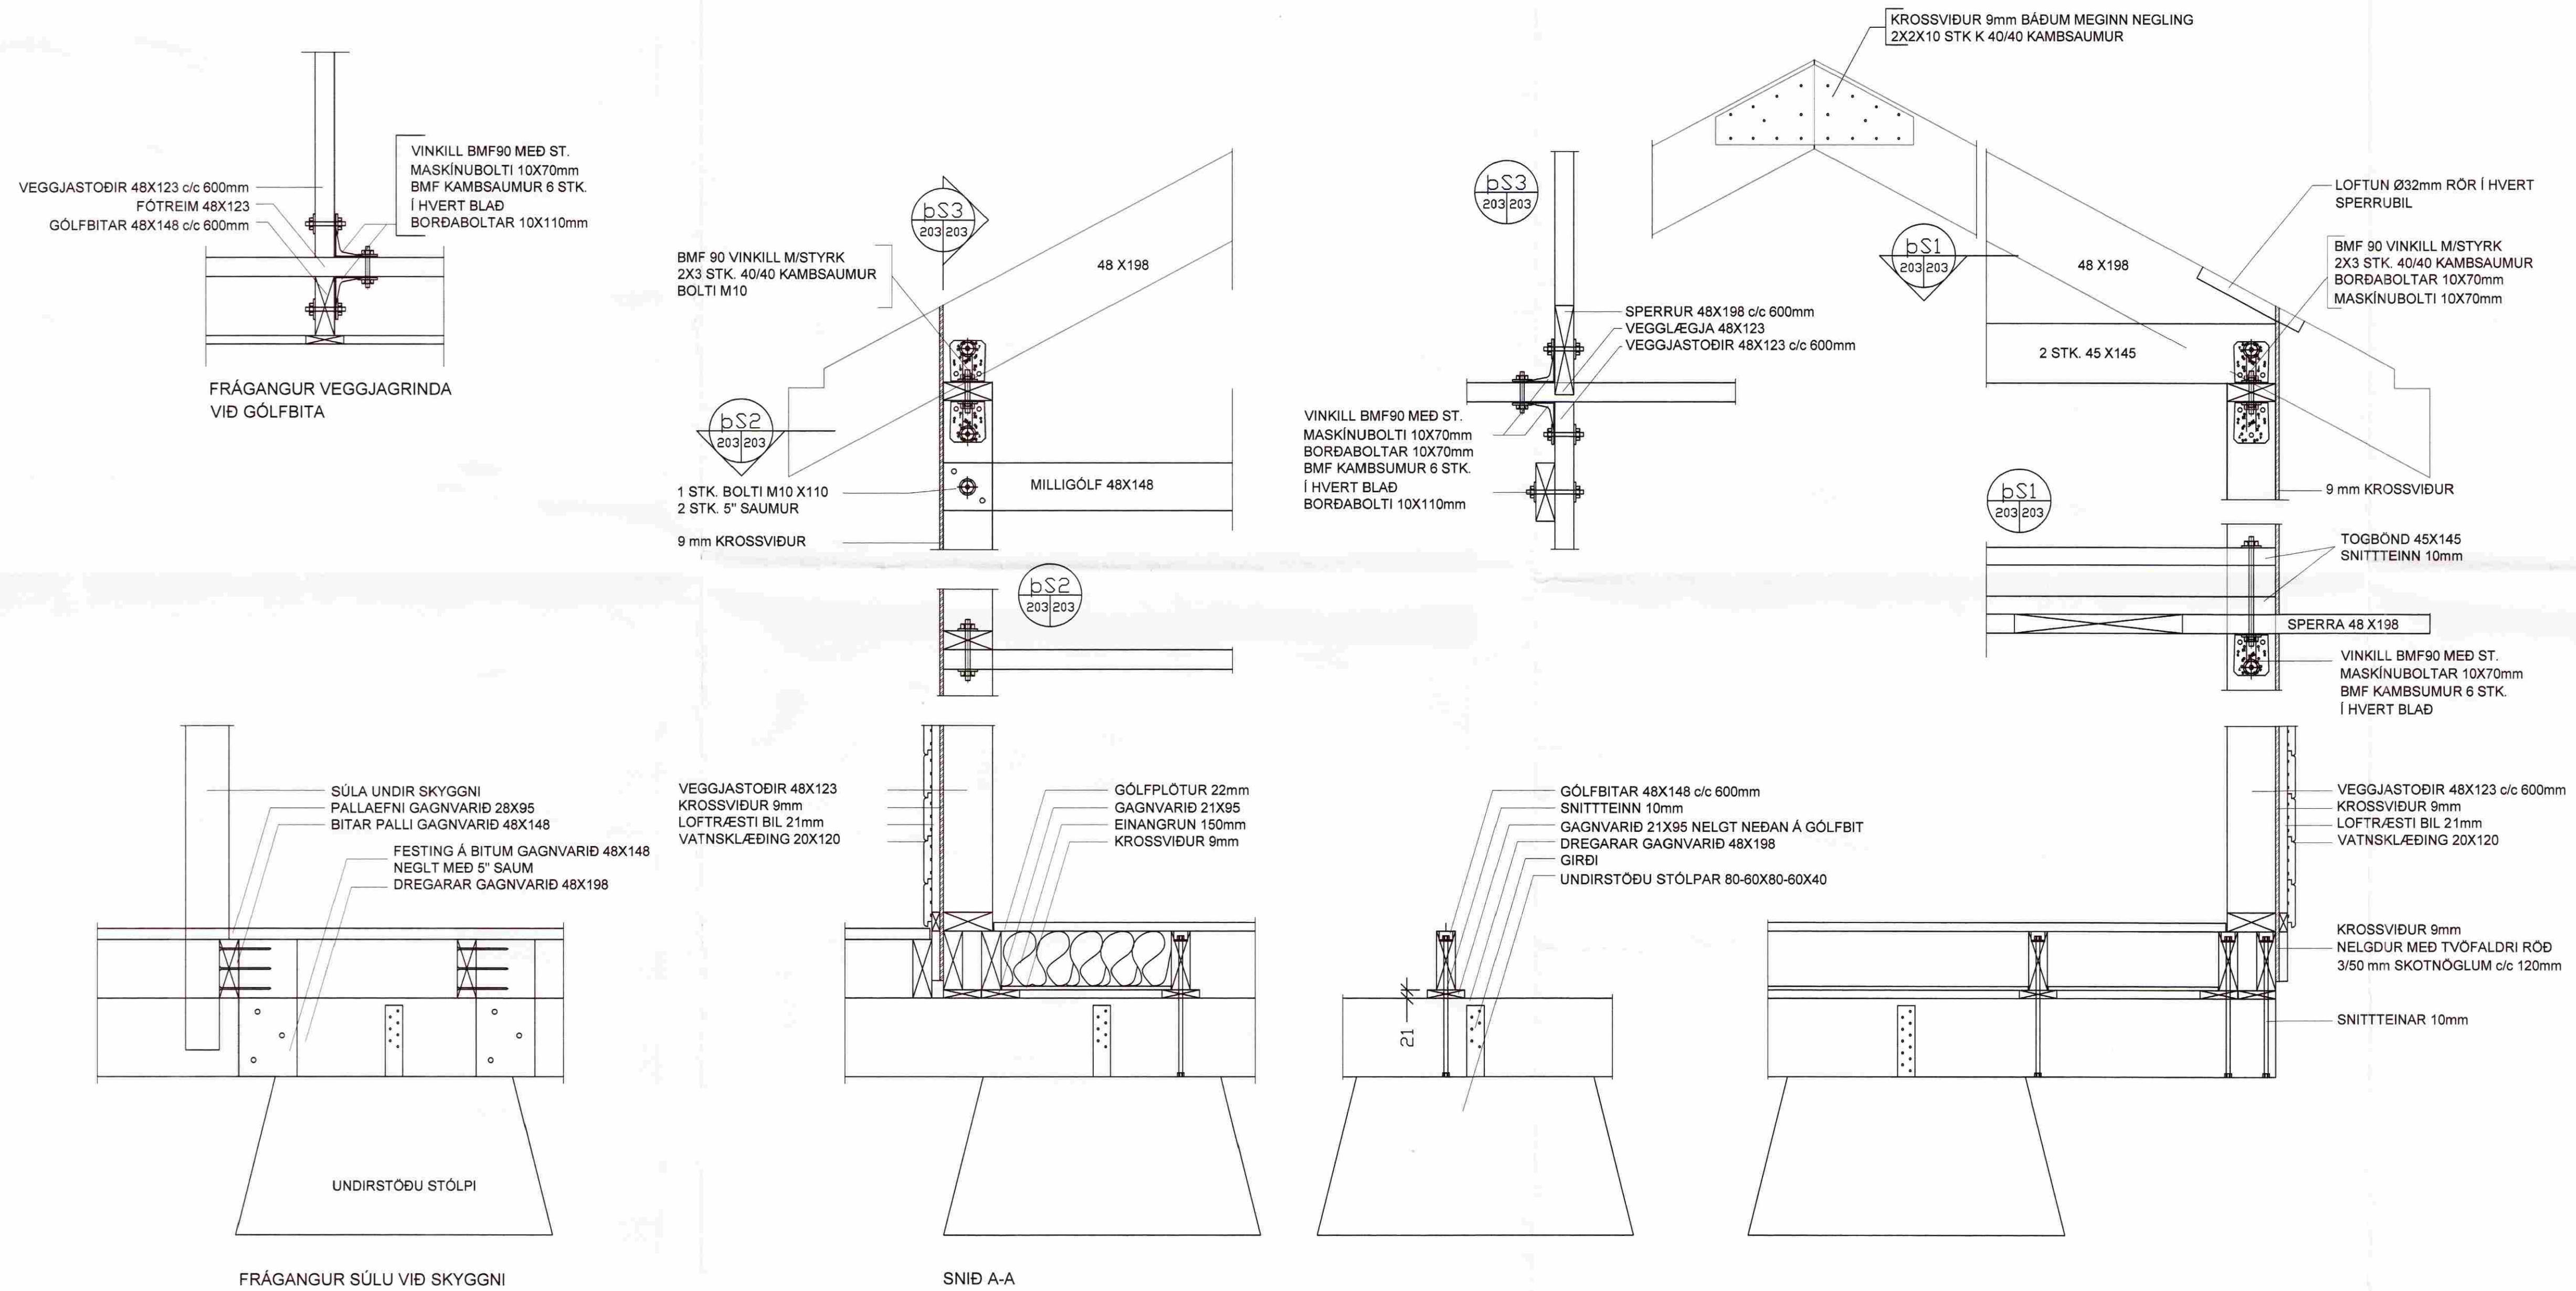 KROSSVIÐUR 9mm BÁÐUM MEGINN NEGLING
2X2X10 STK K 40/40 KAMBSAUMUR
VINKILL BMF90 MEÐ ST.
MASKÍNUBOLTI 10X70mm
BMF KAMBSAUMUR 6 STK.
Í HVERT BLAÐ
BORÐABOLTAR 10X110mm
VEGGJASTOÐIR 48X123 c/c 600mm
FÓTREIM 48X123
GÓLFBITAR 48X148 c/c 600mm
FRÁGANGUR VEGGJAGRINDA
VIÐ GÓLFBITA
bS3
203 203
BMF 90 VINKILL M/STYRK
2X3 STK. 40/40 KAMBSAUMUR
BOLTI M10
48 X198
bS2
203 203
1 STK. BOLTI M10 X110
2 STK. 5" SAUMUR
MILLIGÓLF 48X148
9 mm KROSSVIÐUR
bS2
203 203
bS3
203 203
SPERRUR 48X198 c/c 600mm
VEGGLÆGJA 48X123
VEGGJASTOÐIR 48X123 c/c 600mm
VINKILL BMF90 MEÐ ST.
MASKÍNUBOLTI 10X70mm
BORÐABOLTAR 10X70mm
BMF KAMBSUMUR 6 STK.
Í HVERT BLAÐ
BORÐABOLTI 10X110mm
bS1
203 203
48 X198
LOFTUN Ø32mm RÖR Í HVERT
SPERRUBIL
BMF 90 VINKILL M/STYRK
2X3 STK. 40/40 KAMBSAUMUR
BORÐABOLTAR 10X70mm
MASKÍNUBOLTI 10X70mm
2 STK. 45 X145
9 mm KROSSVIÐUR
bS1
203 203
TOGBÖND 45X145
SNITTTEINN 10mm
SPERRA 48 X198
VINKILL BMF90 MEÐ ST.
MASKÍNUBOLTAR 10X70mm
BMF KAMBSUMUR 6 STK.
Í HVERT BLAÐ
SÚLA UNDIR SKYGGNI
PALLAEFNI GAGNVARIÐ 28X95
BITAR PALLI GAGNVARIÐ 48X148
FESTING Á BITUM GAGNVARIÐ 48X148
NEGLT MEÐ 5" SAUM
DREGARAR GAGNVARIÐ 48X198
UNDIRSTÖÐU STÓLPI
FRÁGANGUR SÚLU VIÐ SKYGGNI
VEGGJASTOÐIR 48X123
KROSSVIÐUR 9mm
LOFTRÆSTI BIL 21mm
VATNSKLÆÐING 20X120
GÓLFPLÖTUR 22mm
GAGNVARIÐ 21X95
EINANGRUN 150mm
KROSSVIÐUR 9mm
SNIÐ A-A
GÓLFBITAR 48X148 c/c 600mm
SNITTTEINN 10mm
GAGNVARIÐ 21X95 NELGT NEÐAN Á GÓLFBIT
DREGARAR GAGNVARIÐ 48X198
GIRÐI
UNDIRSTÖÐU STÓLPAR 80-60X80-60X40
21
VEGGJASTOÐIR 48X123 c/c 600mm
KROSSVIÐUR 9mm
LOFTRÆSTI BIL 21mm
VATNSKLÆÐING 20X120
KROSSVIÐUR 9mm
NELGDUR MEÐ TVÖFALDRI RÖÐ
3/50 mm SKOTNÖGLUM c/c 120mm
SNITTTEINAR 10mm